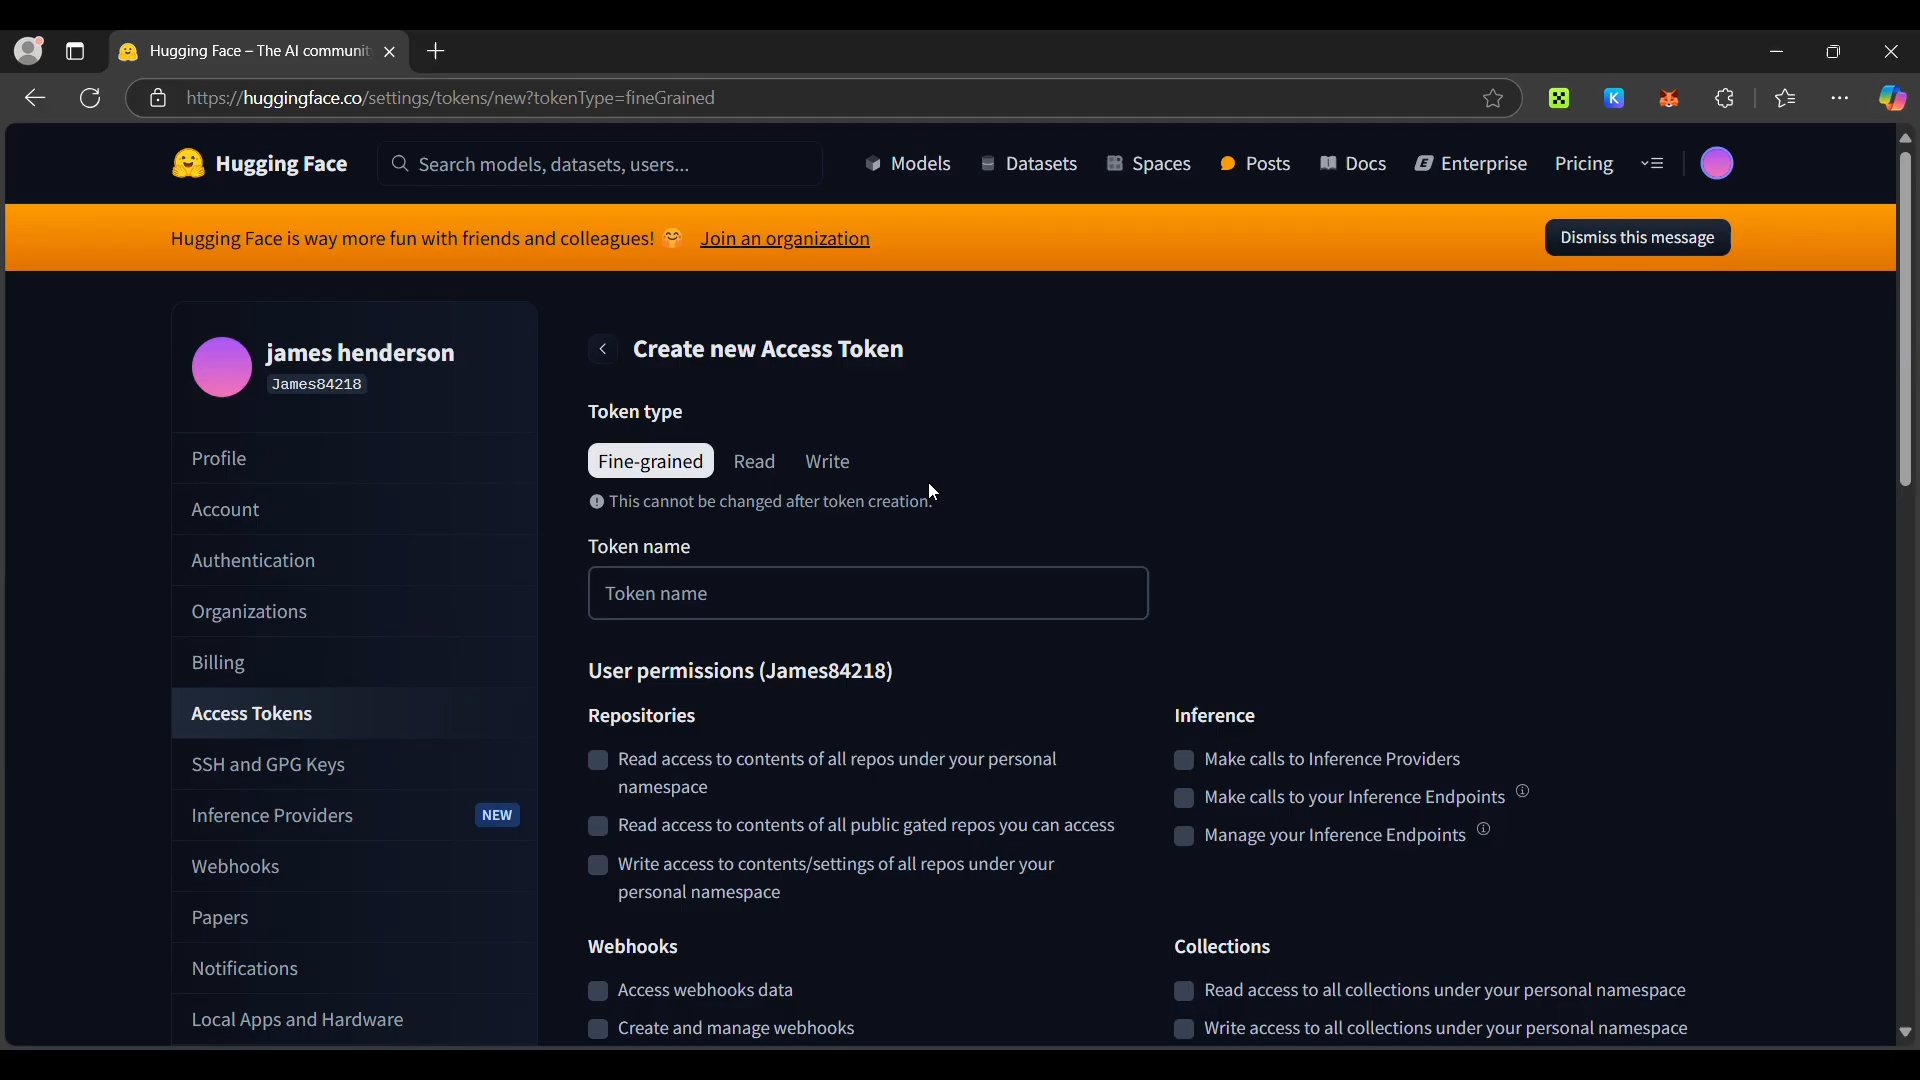 Hugging Face – The AI communit
https://huggingface.co/settings/tokens/new?tokenType=fineGrained
K
Hugging Face
Search models, datasets, users...
Models
Datasets
Spaces
Posts
Docs
Enterprise
Pricing
Hugging Face is way more fun with friends and colleagues! 🤗 Join an organization
Dismiss this message
james henderson
James84218
Profile
Account
Authentication
Organizations
Billing
Access Tokens
SSH and GPG Keys
Inference Providers NEW
Webhooks
Papers
Notifications
Local Apps and Hardware
Create new Access Token
Token type
Fine-grained Read Write
This cannot be changed after token creation.
Token name
Token name
User permissions (James84218)
Repositories
Read access to contents of all repos under your personal
namespace
Read access to contents of all public gated repos you can access
Write access to contents/settings of all repos under your
personal namespace
Inference
Make calls to Inference Providers
Make calls to your Inference Endpoints
Manage your Inference Endpoints
Webhooks
Access webhooks data
Create and manage webhooks
Collections
Read access to all collections under your personal namespace
Write access to all collections under your personal namespace